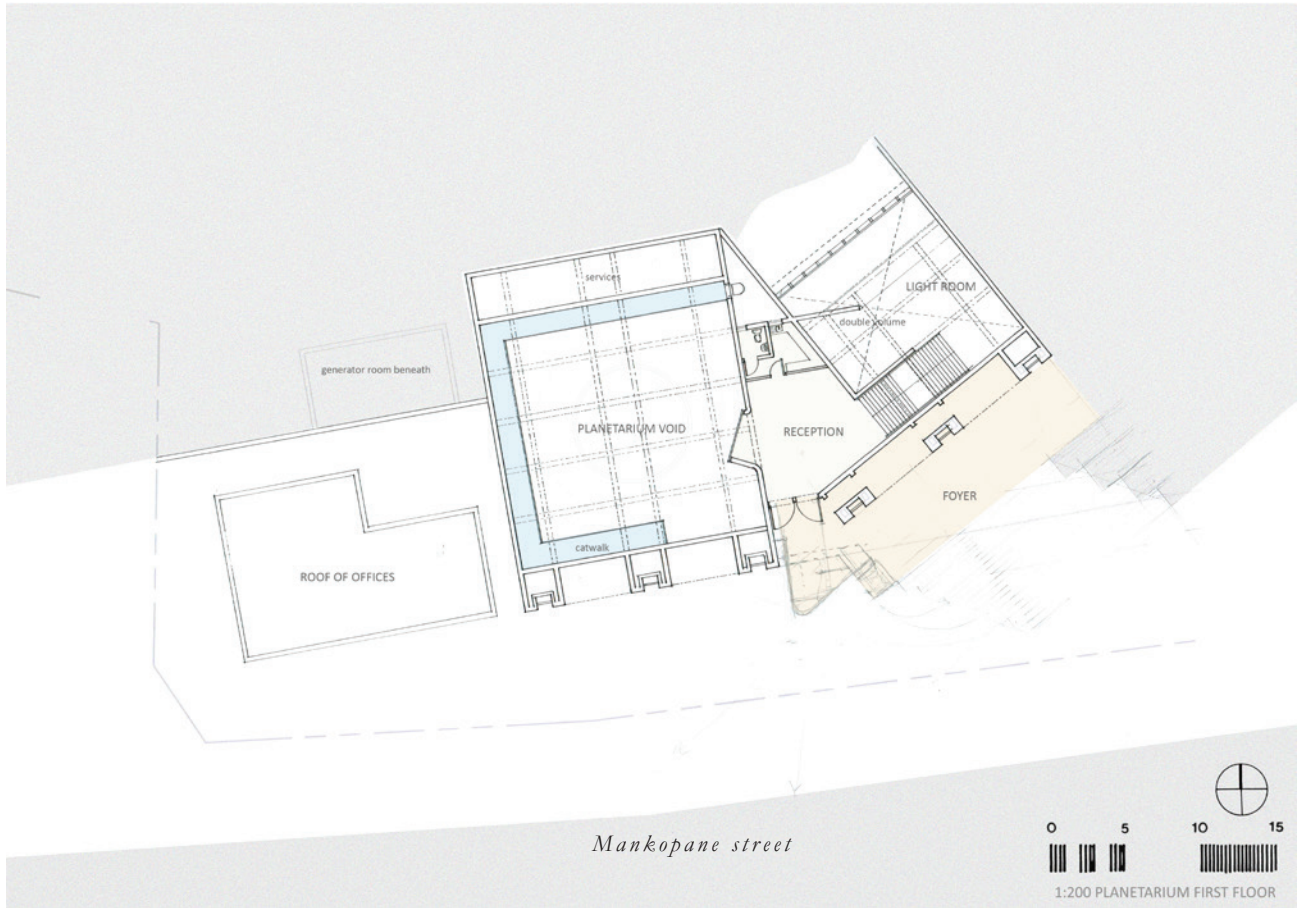 services
LIGHT ROOM
double volume
generator room beneath
PLANETARIUM VOID
RECEPTION
FOYER
catwalk
ROOF OF OFFICES
Mankopane street
0 5 10 15
1:200 PLANETARIUM FIRST FLOOR